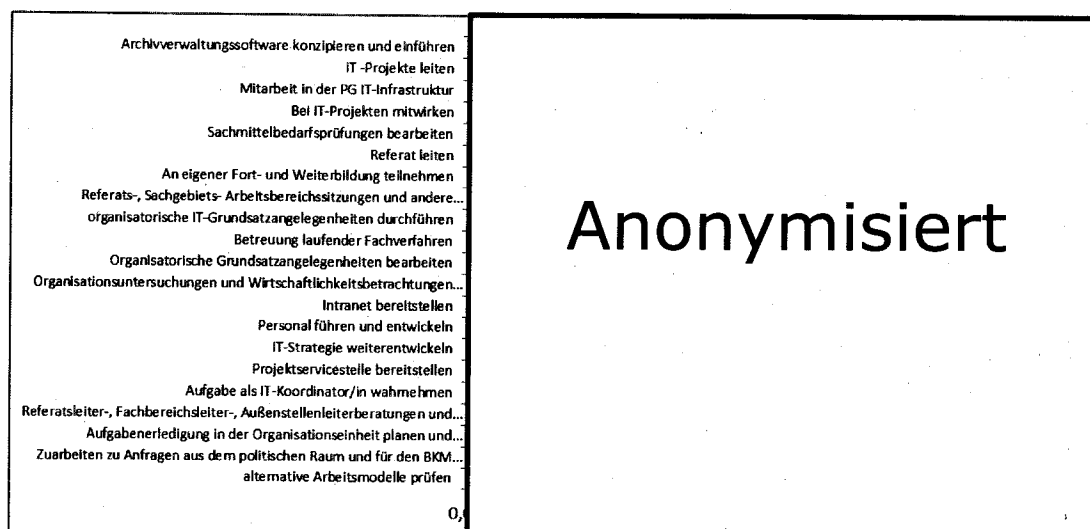 Archivverwaltungssoftware konzipieren und einführen
IT -Projekte leiten
Mitarbeit in der PG IT-Infrastruktur
Bei IT-Projekten mitwirken
Sachmittelbedarfsprüfungen bearbeiten
Referat leiten
An eigener Fort- und Weiterbildung teilnehmen
Referats-, Sachgebiets- Arbeitsbereichssitzungen und andere...
organisatorische IT-Grundsatzangelegenheiten durchführen
Betreuung laufender Fachverfahren
Organisatorische Grundsatzangelegenheiten bearbeiten
Organisationsuntersuchungen und Wirtschaftlichkeitsbetrachtungen...
Intranet bereitstellen
Personal führen und entwickeln
IT-Strategie weiterentwickeln
Projektservicestelle bereitstellen
Aufgabe als IT-Koordinator/in wahrnehmen
Referatsleiter-, Fachbereichsleiter-, Außenstellenleiterberatungen und...
Aufgabenerledigung in der Organisationseinheit planen und...
Zuarbeiten zu Anfragen aus dem politischen Raum und für den BKM...
alternative Arbeitsmodelle prüfen
0,
Anonymisiert